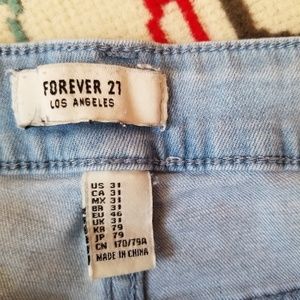 FOREVER 21
LOS ANGELES
US 31
CA 31
MX 31
BR 31
EU 46
UK 31
KR 79
JP 79
CN 170/79A
MADE IN CHINA